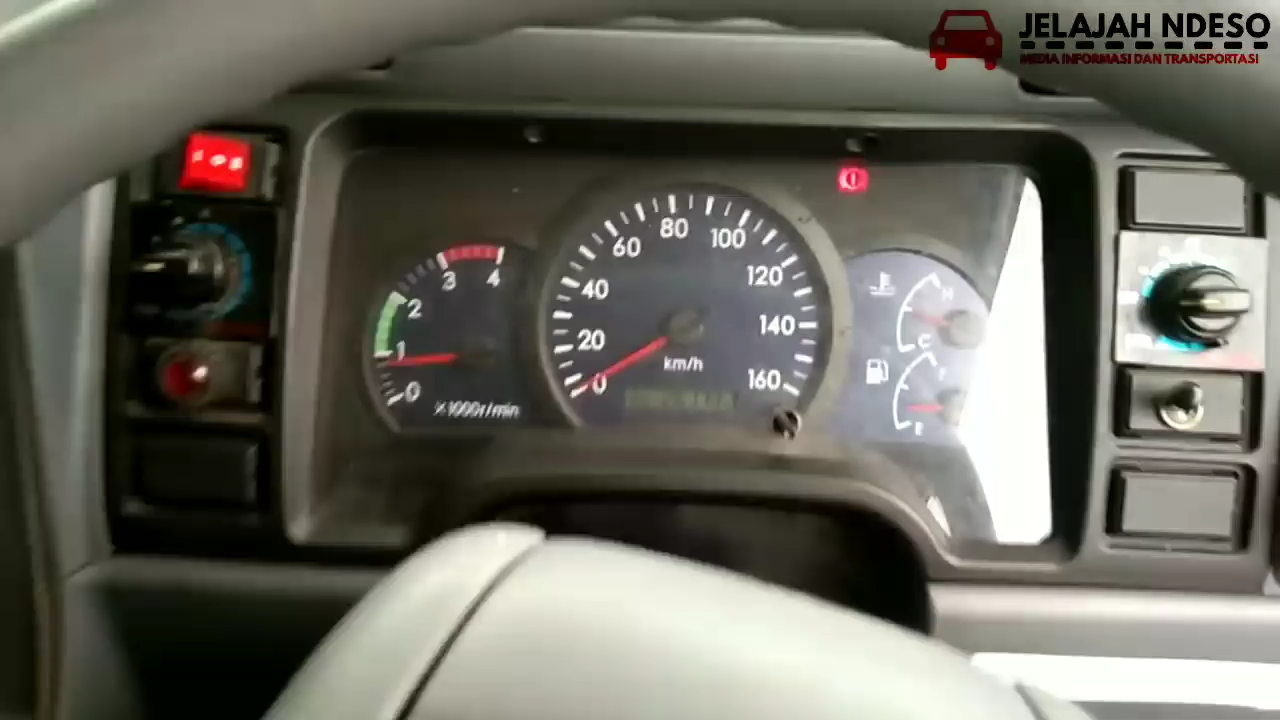 JELAJAH NDESO
MEDIA INFORMASI DAN TRANSPORTASI
0
1
2
3
4
×1000r/min
0
20
40
60
80
100
120
140
160
km/h
H
C
F
E